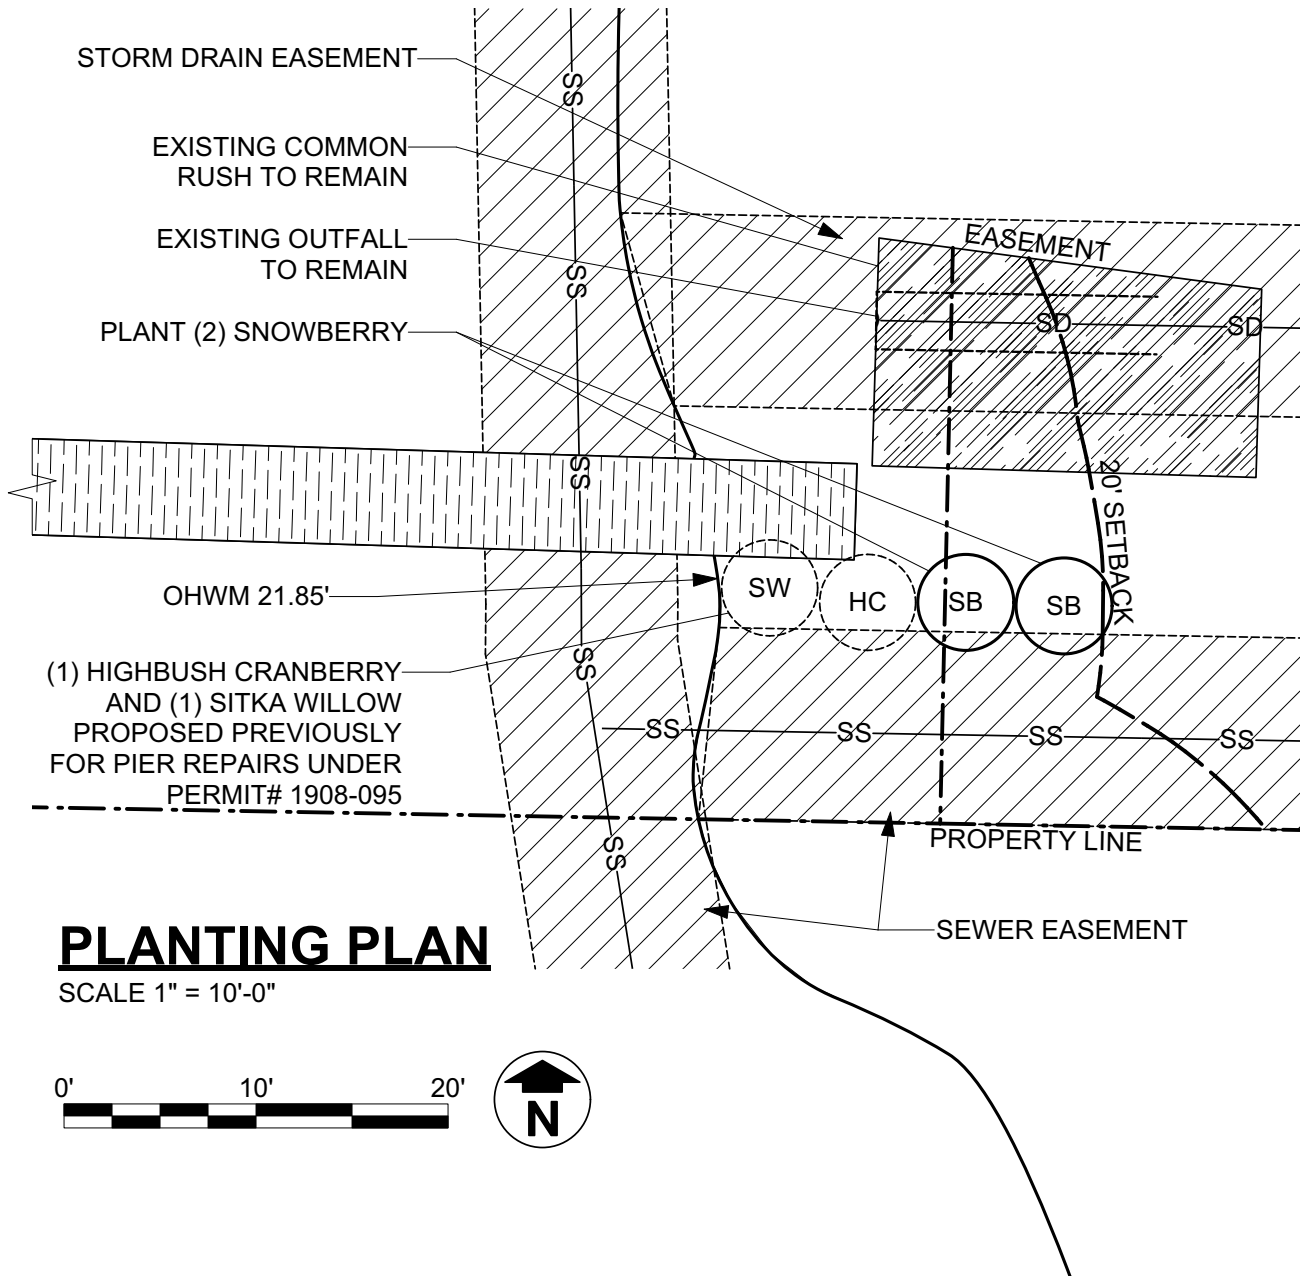 STORM DRAIN EASEMENT
EXISTING COMMON
RUSH TO REMAIN
EXISTING OUTFALL
TO REMAIN
PLANT (2) SNOWBERRY
OHWM 21.85'
(1) HIGHBUSH CRANBERRY
AND (1) SITKA WILLOW
PROPOSED PREVIOUSLY
FOR PIER REPAIRS UNDER
PERMIT# 1908-095
SS
SS
SS
SS
SS
EASEMENT
SD
SD
20' SETBACK
SW
HC
SB
SB
SS
SS
SS
SS
PROPERTY LINE
SEWER EASEMENT
PLANTING PLAN
SCALE 1" = 10'-0"
0'
10'
20'
N